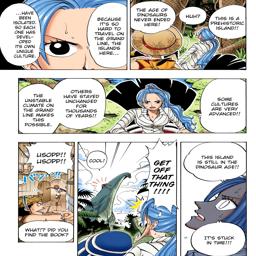 THE AGE OF
DINOSAURS
NEVER ENDED
HERE!
HUH?
THIS IS A
PREHISTORIC
ISLAND!
BECAUSE
IT'S SO
HARD TO
TRAVEL ON
THE GRAND
LINE, THE
ISLANDS
HERE...
...HAVE
BEEN
ISOLATED.
SO EACH
ONE HAS
DEVELOPED
ITS OWN
UNIQUE
CULTURE.
SOME
CULTURES
ARE VERY
ADVANCED!!
OTHERS
HAVE STAYED
UNCHANGED
FOR
THOUSANDS
OF YEARS!!
THE
UNSTABLE
CLIMATE ON
THE GRAND
LINE MAKES
THIS
POSSIBLE.
THIS ISLAND
IS STILL IN THE
DINOSAUR AGE!!
IT'S
STUCK
IN TIME!!!
GET
OFF
THAT
THING
!!!!
COOL!
USOPP!!
USOPP!!
WHAT!? DID
YOU FIND
THE BOOK?